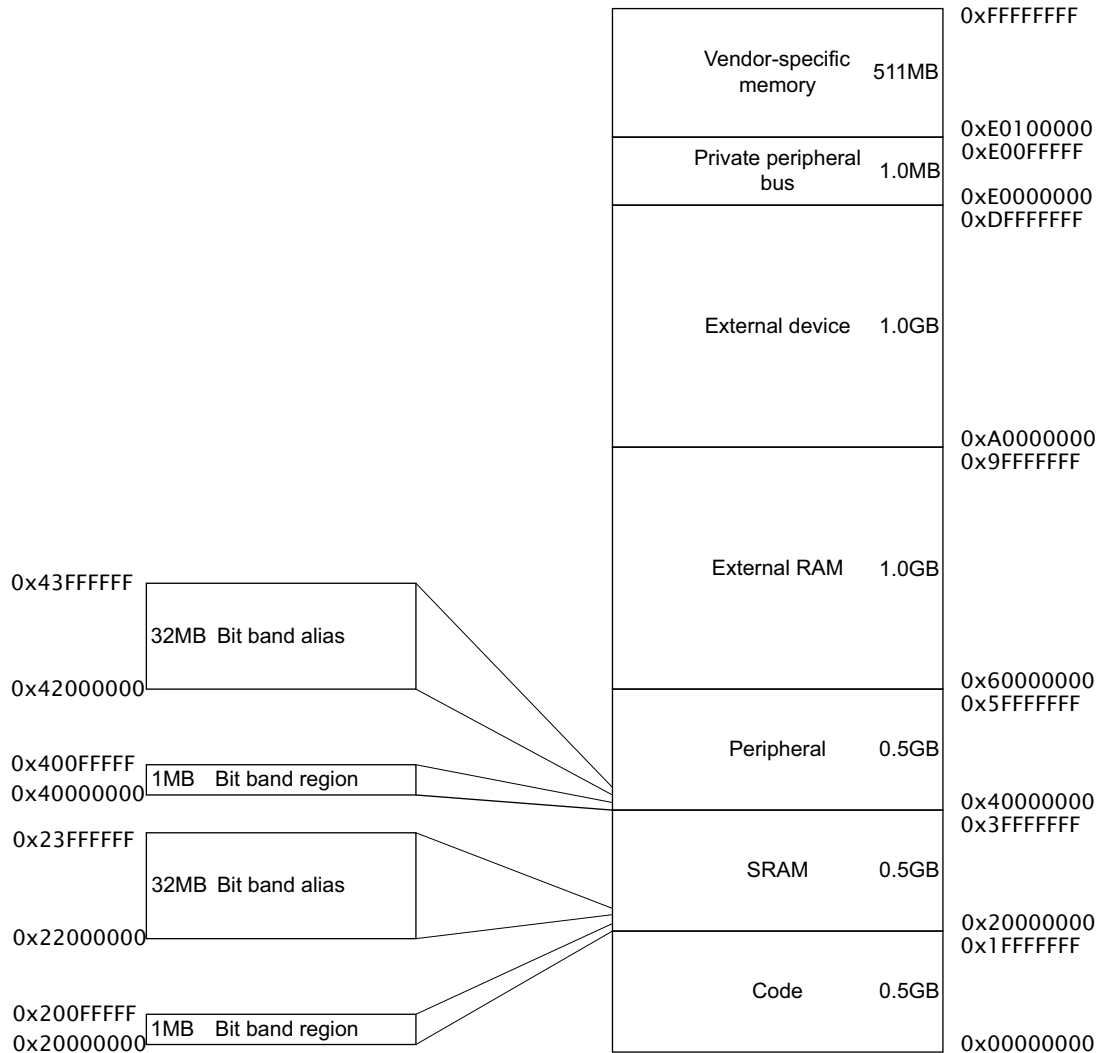 0xFFFFFFFF
Vendor-specific
memory
511MB
0xE0100000
0xE00FFFFF
Private peripheral
bus
1.0MB
0xE0000000
0xDFFFFFFF
External device 1.0GB
0xA0000000
0x9FFFFFFF
External RAM 1.0GB
0x60000000
0x5FFFFFFF
Peripheral 0.5GB
0x40000000
0x3FFFFFFF
SRAM 0.5GB
0x20000000
0x1FFFFFFF
Code 0.5GB
0x00000000
0x43FFFFFF
32MB Bit band alias
0x42000000
0x400FFFFF
1MB Bit band region
0x40000000
0x23FFFFFF
32MB Bit band alias
0x22000000
0x200FFFFF
1MB Bit band region
0x20000000